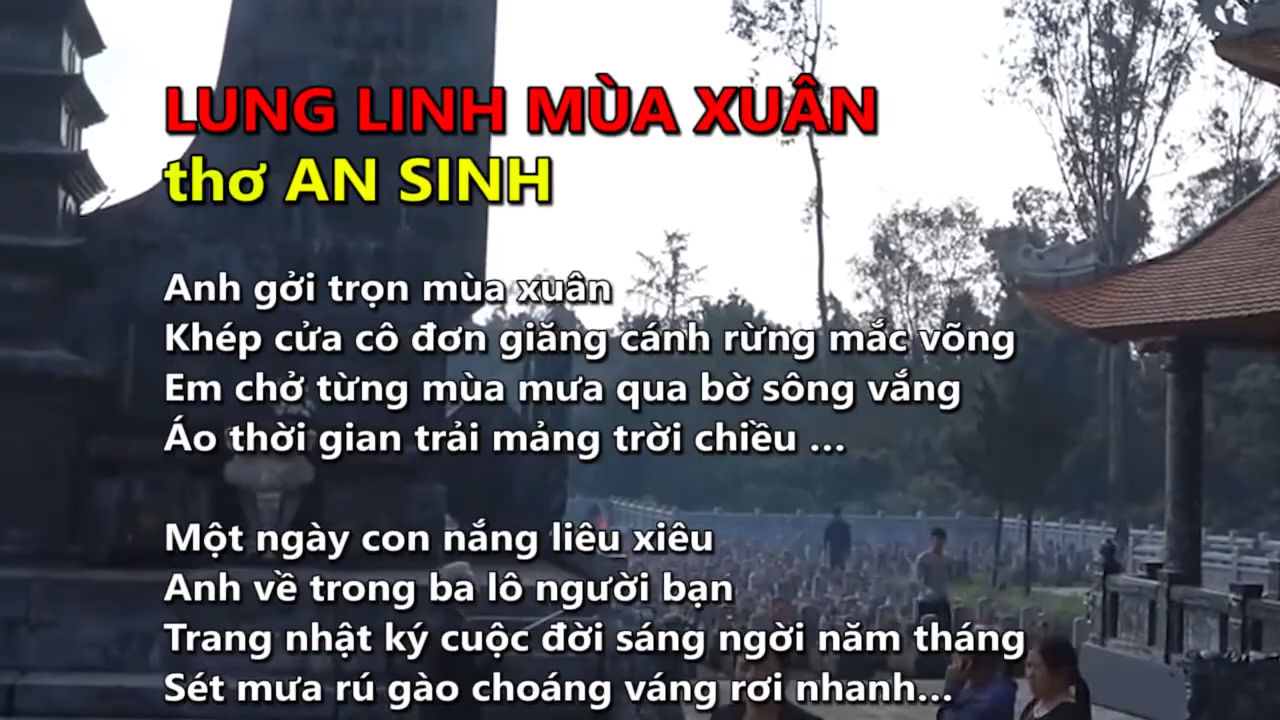 LUNG LINH MÙA XUÂN
thơ AN SINH
Anh gởi trọn mùa xuân
Khép cửa cô đơn giăng cánh rừng mắc võng
Em chở từng mùa mưa qua bờ sông vắng
Áo thời gian trải mảng trời chiều ...
Một ngày con nắng liêu xiêu
Anh về trong ba lô người bạn
Trang nhật ký cuộc đời sáng ngời năm tháng
Sét mưa rú gào choáng váng rơi nhanh...